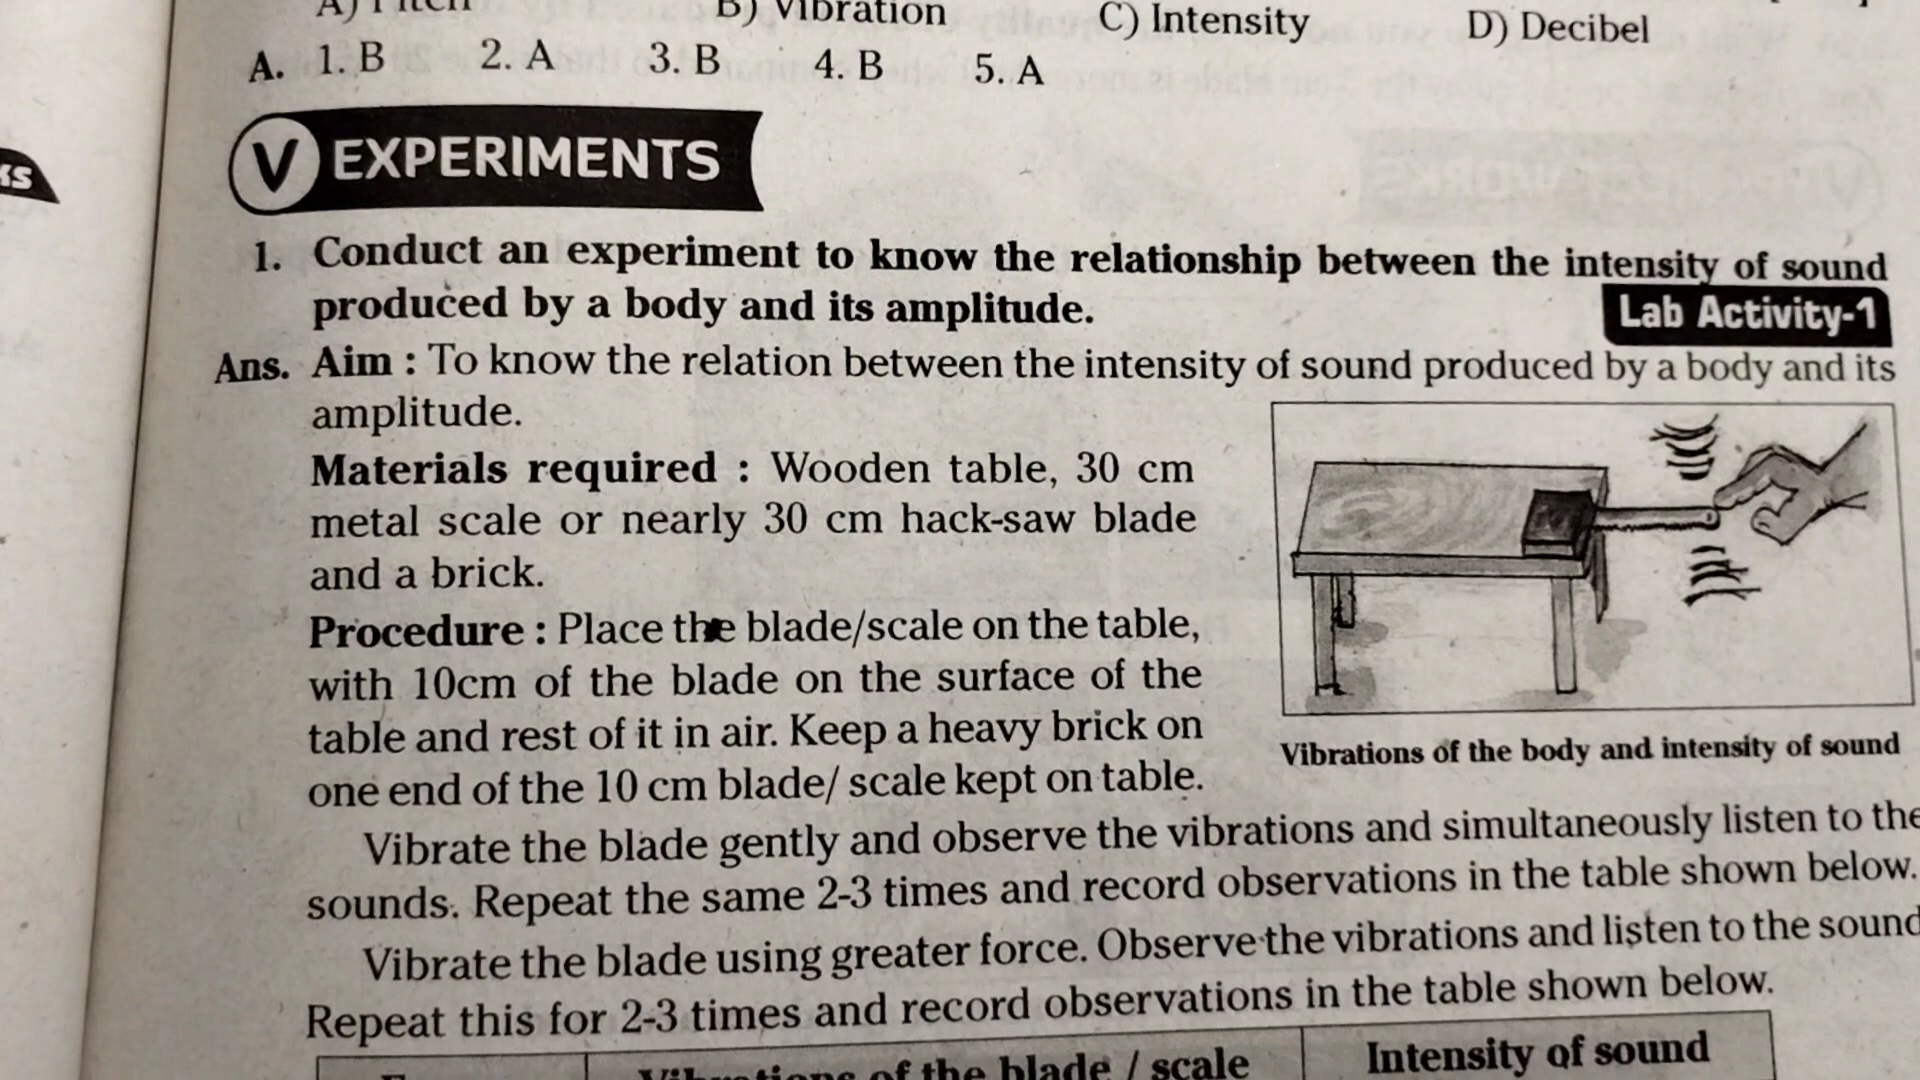 A) Pitch B) Vibration C) Intensity D) Decibel
A. 1. B 2. A 3. B 4. B 5. A
V EXPERIMENTS
1. Conduct an experiment to know the relationship between the intensity of sound
produced by a body and its amplitude.
Lab Activity-1
Ans. Aim : To know the relation between the intensity of sound produced by a body and its
amplitude.
Materials required : Wooden table, 30 cm
metal scale or nearly 30 cm hack-saw blade
and a brick.
Procedure : Place the blade/scale on the table,
with 10cm of the blade on the surface of the
table and rest of it in air. Keep a heavy brick on
one end of the 10 cm blade/ scale kept on table.
Vibrations of the body and intensity of sound
Vibrate the blade gently and observe the vibrations and simultaneously listen to the
sounds. Repeat the same 2-3 times and record observations in the table shown below.
Vibrate the blade using greater force. Observe the vibrations and listen to the sound
Repeat this for 2-3 times and record observations in the table shown below.
Vibrations of the blade / scale
Intensity of sound